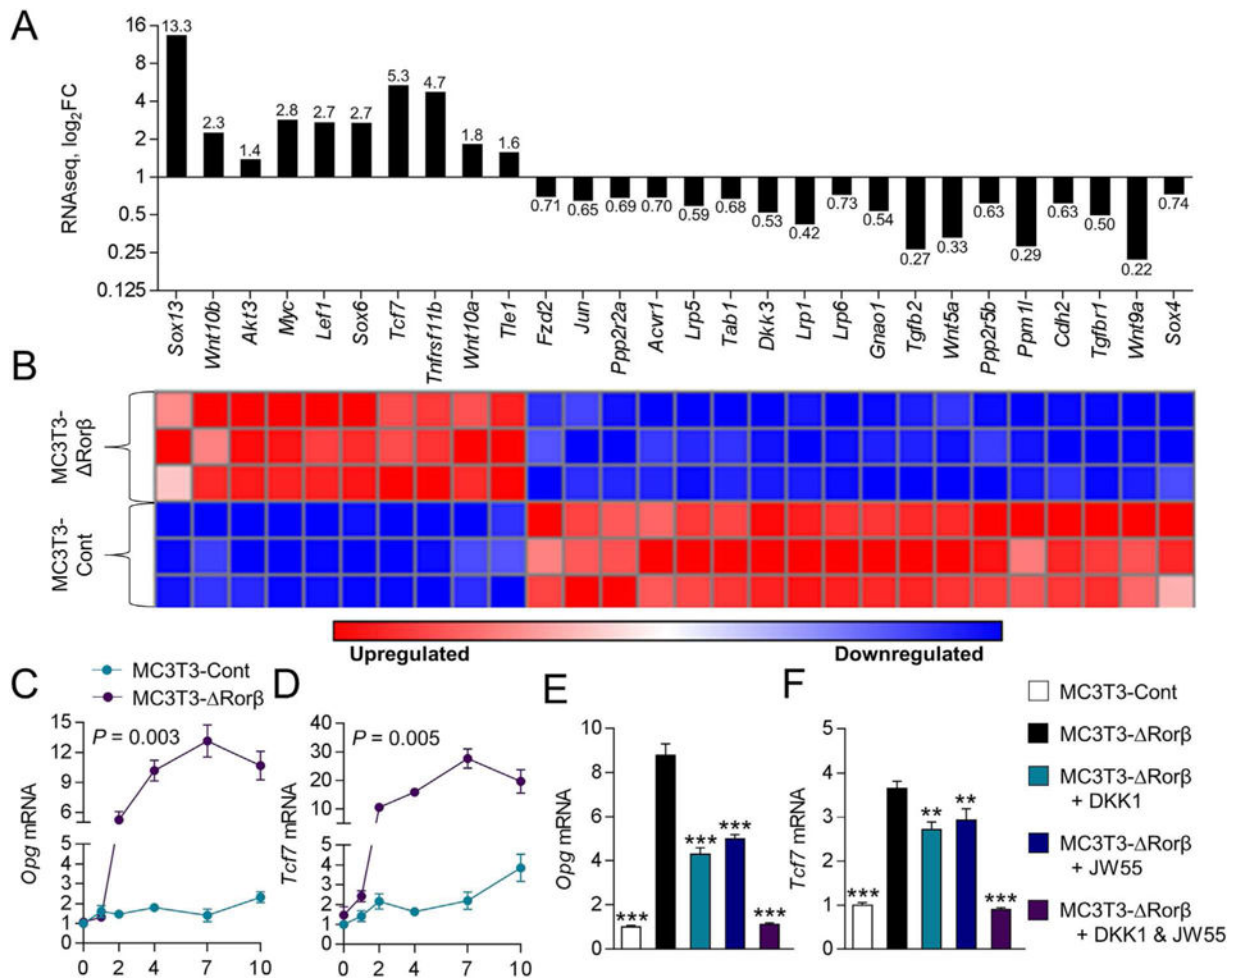 A
RNAseq, log2FC
16
8
4
2
1
0.5
0.25
0.125
13.3
2.3
1.4
2.8
2.7
2.7
5.3
4.7
1.8
1.6
0.71
0.65
0.69
0.70
0.59
0.68
0.53
0.42
0.73
0.54
0.27
0.33
0.63
0.29
0.63
0.50
0.22
0.74
Sox13
Wnt10b
Akt3
Myc
Lef1
Sox6
Tcf7
Tnfrsf11b
Wnt10a
Tle1
Fzd2
Jun
Ppp2r2a
Acvr1
Lrp5
Tab1
Dkk3
Lrp1
Lrp6
Gnao1
Tgfb2
Wnt5a
Ppp2r5b
Ppm1l
Cdh2
Tgfbr1
Wnt9a
Sox4
B
MC3T3-
ΔRorβ
MC3T3-
Cont
Upregulated
Downregulated
C
MC3T3-Cont
MC3T3-ΔRorβ
P = 0.003
Opg mRNA
15
12
9
6
5
4
3
2
1
0
0
2
4
7
10
D
P = 0.005
Tcf7 mRNA
40
30
20
10
5
4
3
2
1
0
0
2
4
7
10
E
Opg mRNA
10
8
6
4
2
0
***
***
***
***
F
Tcf7 mRNA
5
4
3
2
1
0
***
**
**
***
MC3T3-Cont
MC3T3-ΔRorβ
MC3T3-ΔRorβ
+ DKK1
MC3T3-ΔRorβ
+ JW55
MC3T3-ΔRorβ
+ DKK1 & JW55